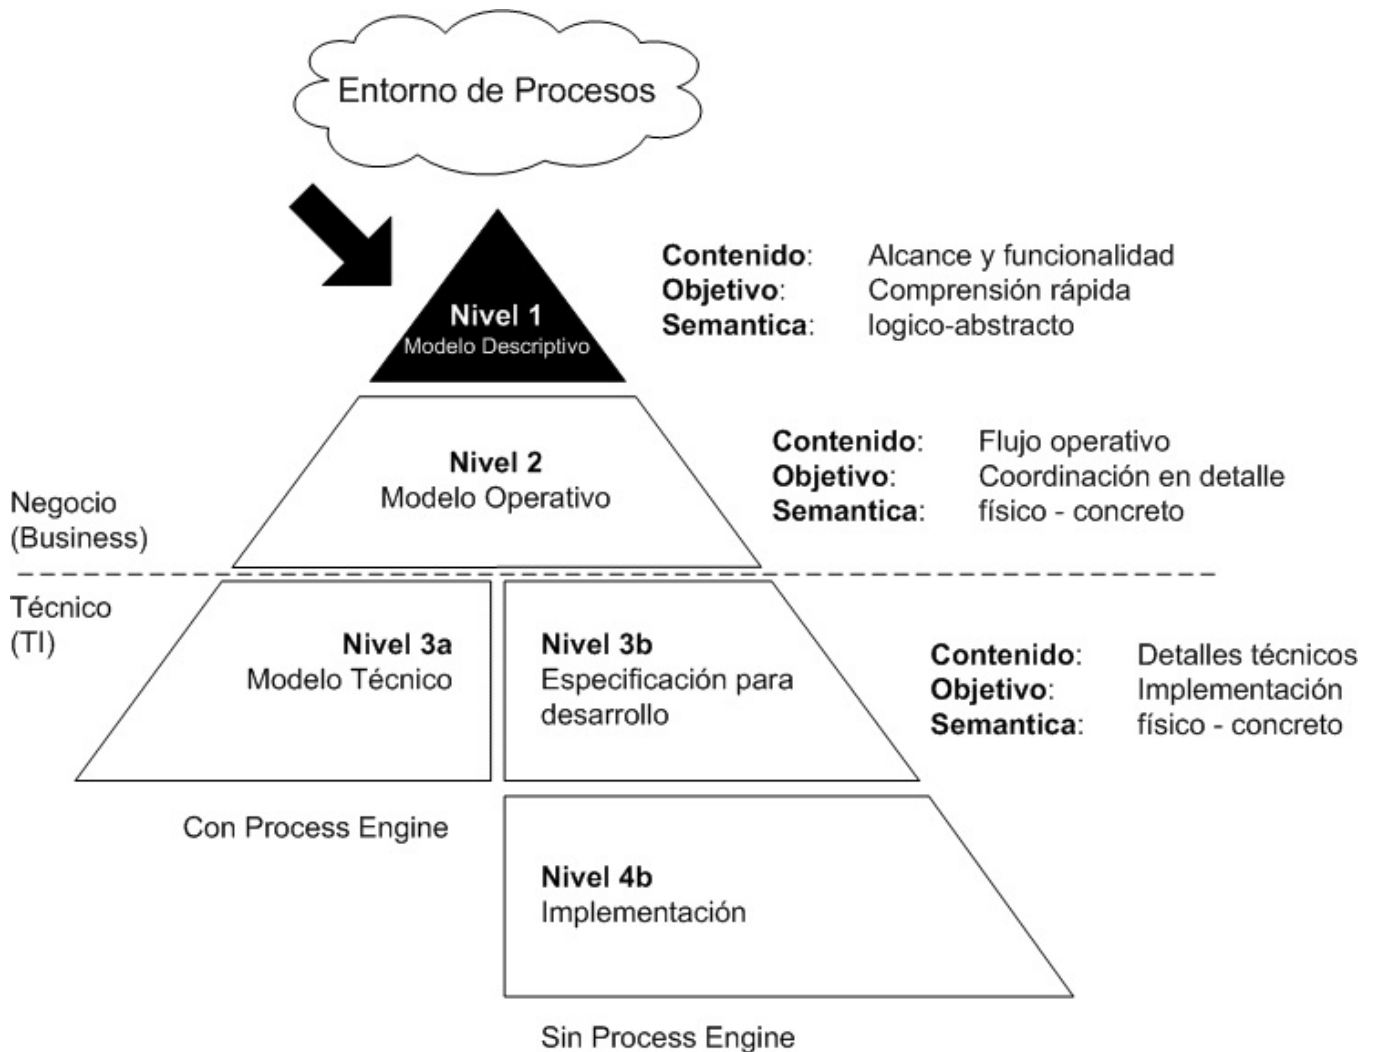 Entorno de Procesos
Nivel 1
Modelo Descriptivo
Contenido: Alcance y funcionalidad
Objetivo: Comprensión rápida
Semantica: logico-abstracto
Nivel 2
Modelo Operativo
Contenido: Flujo operativo
Objetivo: Coordinación en detalle
Semantica: físico - concreto
Negocio
(Business)
Técnico
(TI)
Nivel 3a
Modelo Técnico
Nivel 3b
Especificación para
desarrollo
Contenido: Detalles técnicos
Objetivo: Implementación
Semantica: físico - concreto
Con Process Engine
Nivel 4b
Implementación
Sin Process Engine